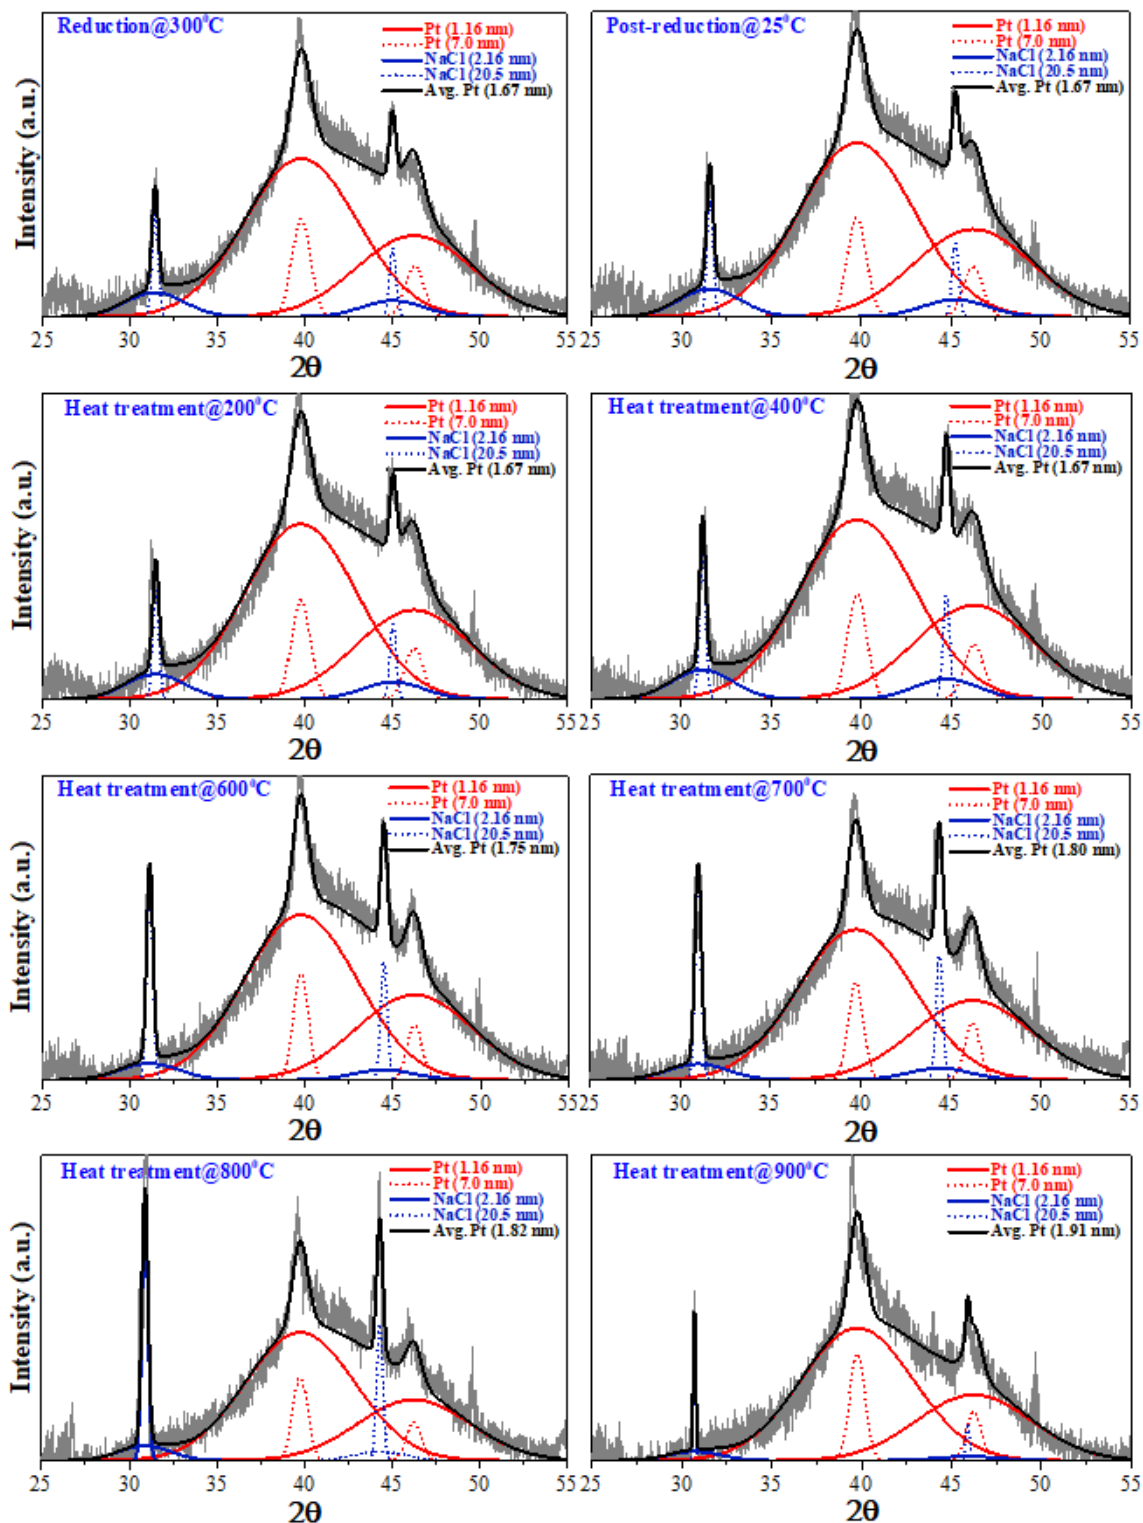 Reduction@300⁰C
Pt (1.16 nm)
Pt (7.0 nm)
NaCl (2.16 nm)
NaCl (20.5 nm)
Avg. Pt (1.67 nm)
Intensity (a.u.)
25 30 35 40 45 50 55
2θ
Post-reduction@25⁰C
Pt (1.16 nm)
Pt (7.0 nm)
NaCl (2.16 nm)
NaCl (20.5 nm)
Avg. Pt (1.67 nm)
30 35 40 45 50 55
2θ
Heat treatment@200⁰C
Pt (1.16 nm)
Pt (7.0 nm)
NaCl (2.16 nm)
NaCl (20.5 nm)
Avg. Pt (1.67 nm)
Intensity (a.u.)
25 30 35 40 45 50 55
2θ
Heat treatment@400⁰C
Pt (1.16 nm)
Pt (7.0 nm)
NaCl (2.16 nm)
NaCl (20.5 nm)
Avg. Pt (1.67 nm)
30 35 40 45 50 55
2θ
Heat treatment@600⁰C
Pt (1.16 nm)
Pt (7.0 nm)
NaCl (2.16 nm)
NaCl (20.5 nm)
Avg. Pt (1.75 nm)
Intensity (a.u.)
25 30 35 40 45 50 55
2θ
Heat treatment@700⁰C
Pt (1.16 nm)
Pt (7.0 nm)
NaCl (2.16 nm)
NaCl (20.5 nm)
Avg. Pt (1.80 nm)
30 35 40 45 50 55
2θ
Heat treatment@800⁰C
Pt (1.16 nm)
Pt (7.0 nm)
NaCl (2.16 nm)
NaCl (20.5 nm)
Avg. Pt (1.82 nm)
Intensity (a.u.)
25 30 35 40 45 50 55
2θ
Heat treatment@900⁰C
Pt (1.16 nm)
Pt (7.0 nm)
NaCl (2.16 nm)
NaCl (20.5 nm)
Avg. Pt (1.91 nm)
30 35 40 45 50 55
2θ